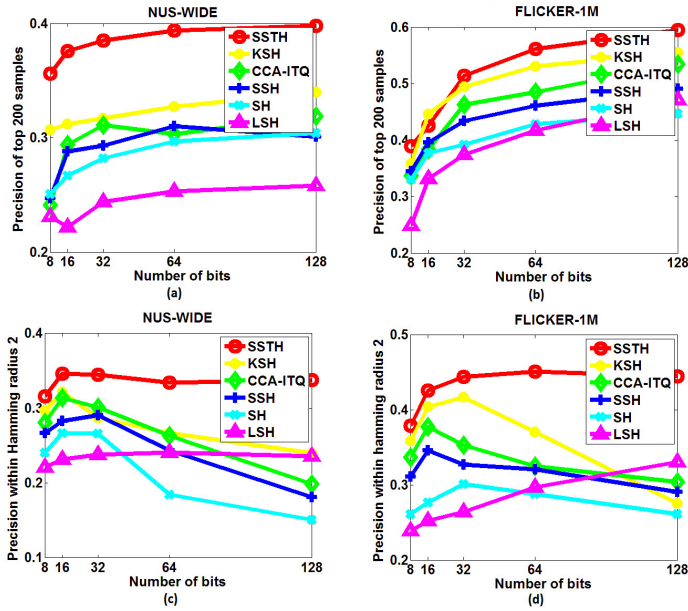 NUS-WIDE
Precision of top 200 samples
0.4
0.3
0.2
SSTH
KSH
CCA-ITQ
SSH
SH
LSH
8 16 32 64 128
Number of bits
(a)
FLICKER-1M
Precision of top 200 samples
0.6
0.5
0.4
0.3
0.2
SSTH
KSH
CCA-ITQ
SSH
SH
LSH
8 16 32 64 128
Number of bits
(b)
NUS-WIDE
Precision within Hamming radius 2
0.4
0.3
0.2
0.1
SSTH
KSH
CCA-ITQ
SSH
SH
LSH
8 16 32 64 128
Number of bits
(c)
FLICKER-1M
Precision within Hamming radius 2
0.5
0.4
0.3
0.2
SSTH
KSH
CCA-ITQ
SSH
SH
LSH
8 16 32 64 128
Number of bits
(d)